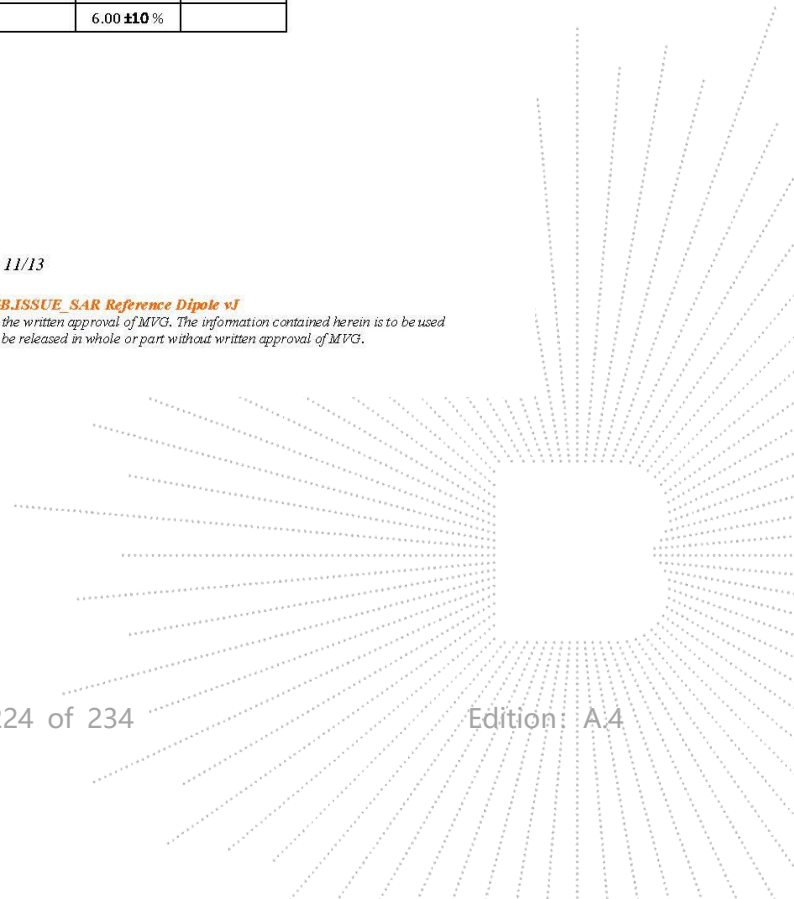 6.00 ±10 %
11/13
B.ISSUE_SAR Reference Dipole vJ
the written approval of MVG. The information contained herein is to be used
be released in whole or part without written approval of MVG.
24 of 234 Edition: A.4